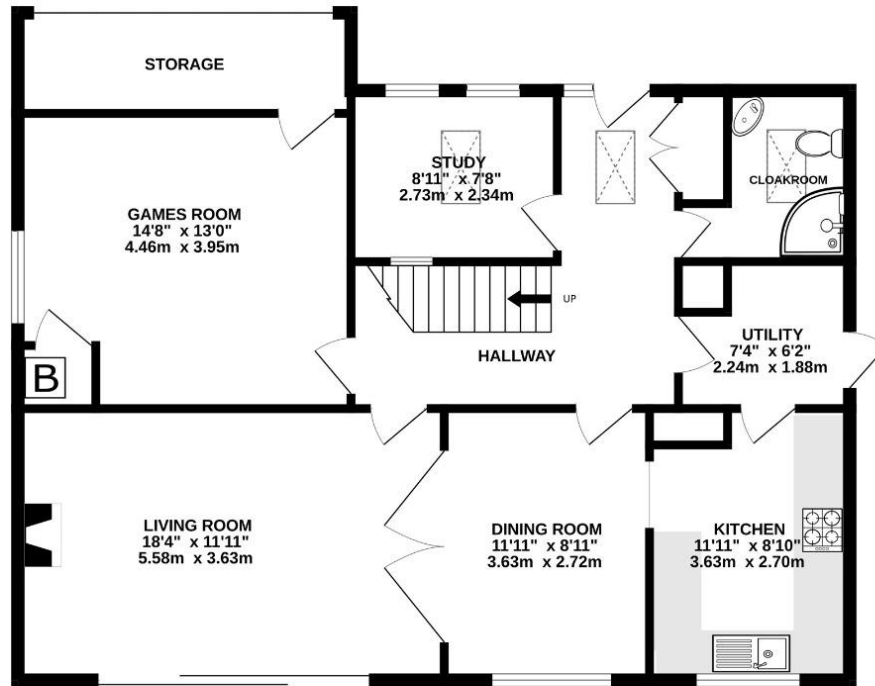 STORAGE
STUDY
8'11" x 7'8"
2.73m x 2.34m
CLOAKROOM
GAMES ROOM
14'8" x 13'0"
4.46m x 3.95m
UP
HALLWAY
UTILITY
7'4" x 6'2"
2.24m x 1.88m
B
LIVING ROOM
18'4" x 11'11"
5.58m x 3.63m
DINING ROOM
11'11" x 8'11"
3.63m x 2.72m
KITCHEN
11'11" x 8'10"
3.63m x 2.70m